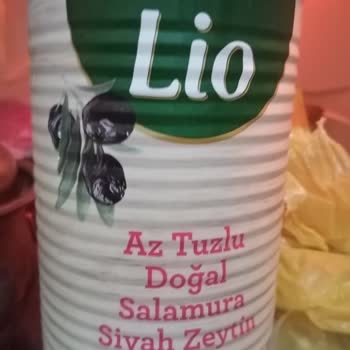 Lio
Az Tuzlu
Doğal
Salamura
Siyah Zeytin